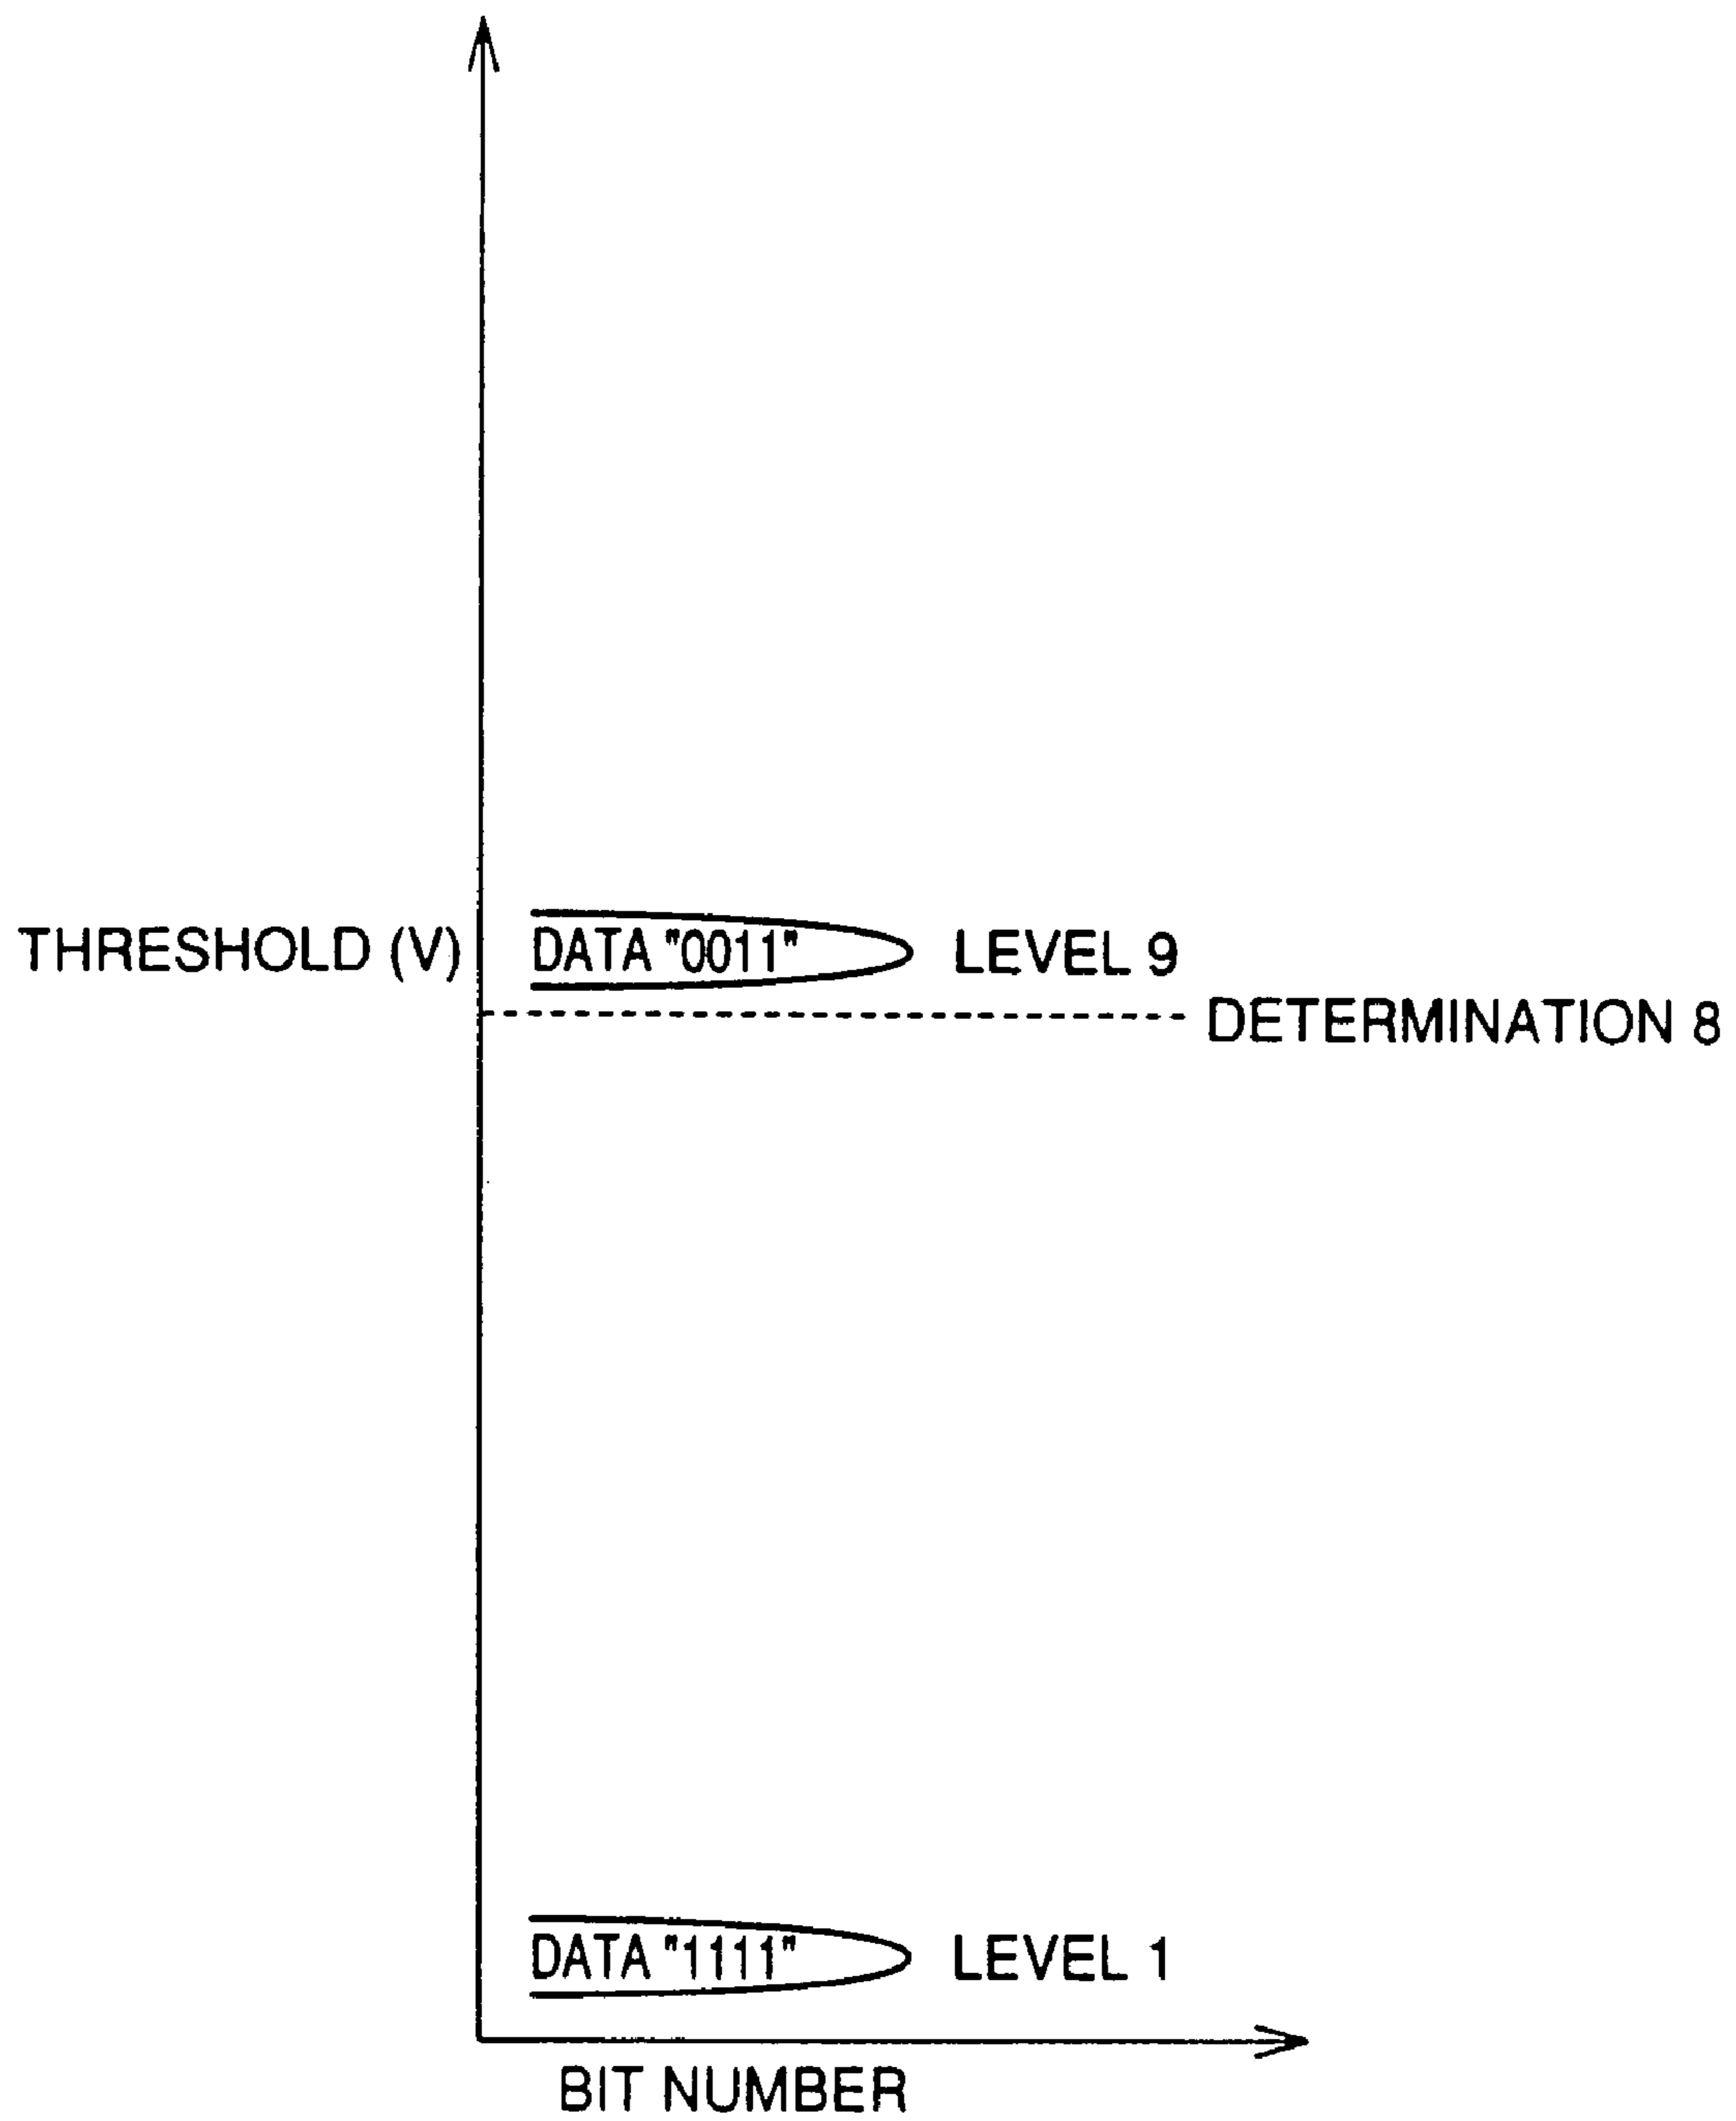 THRESHOLD (V) DATA "0011" LEVEL 9
DETERMINATION 8
DATA "1111" LEVEL 1
BIT NUMBER